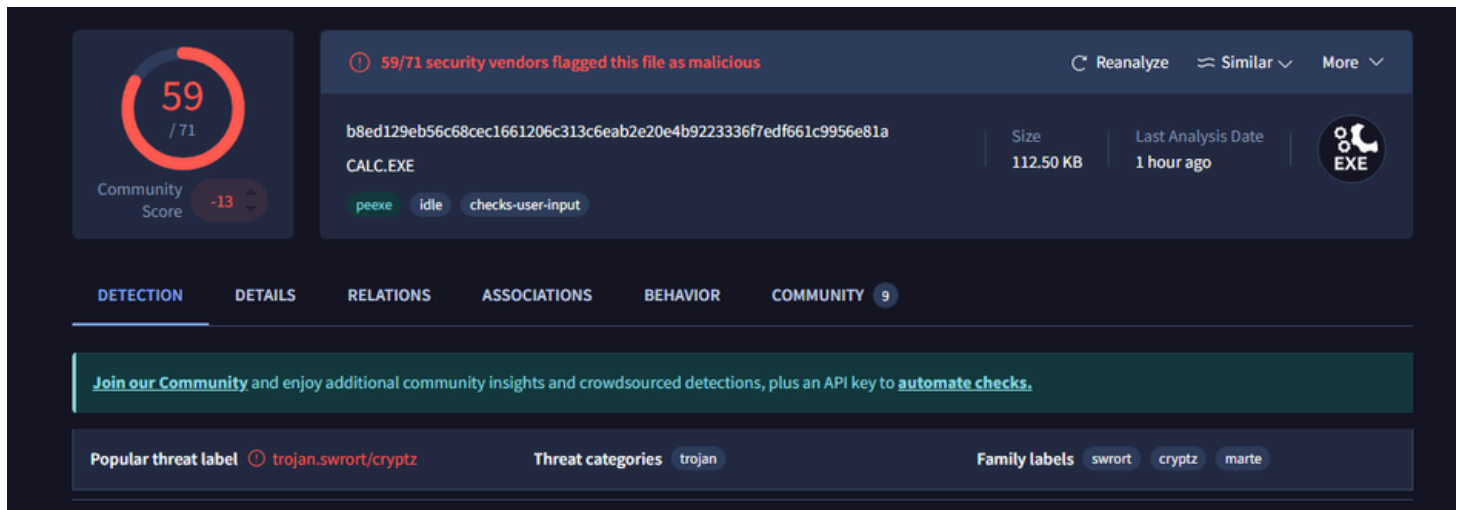 59
/ 71
Community
Score
-13
59/71 security vendors flagged this file as malicious
Reanalyze
Similar
More
b8ed129eb56c68cec1661206c313c6eab2e20e4b9223336f7edf661c9956e81a
CALC.EXE
peexe
idle
checks-user-input
Size
112.50 KB
Last Analysis Date
1 hour ago
EXE
DETECTION
DETAILS
RELATIONS
ASSOCIATIONS
BEHAVIOR
COMMUNITY 9
Join our Community and enjoy additional community insights and crowdsourced detections, plus an API key to automate checks.
Popular threat label trojan.swrort/cryptz
Threat categories trojan
Family labels swrort cryptz marte